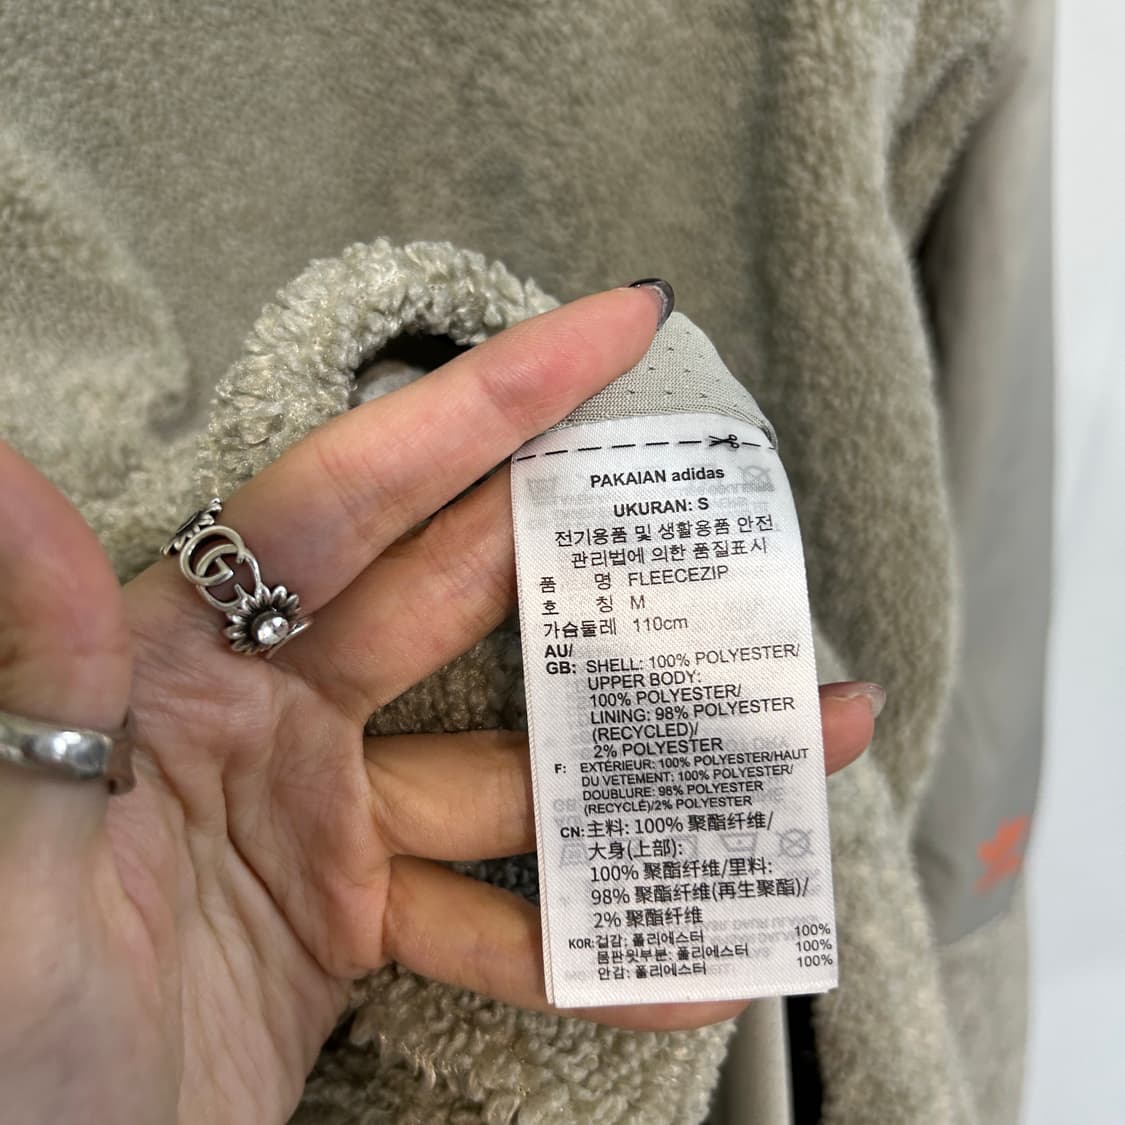 PAKAIAN adidas
UKURAN: S
전기용품 및 생활용품 안전
관리법에 의한 품질표시
품 명 FLEECEZIP
호 칭 M
가슴둘레 110cm
AU/
GB: SHELL: 100% POLYESTER/
UPPER BODY:
100% POLYESTER/
LINING: 98% POLYESTER
(RECYCLED)/
2% POLYESTER
F: EXTÉRIEUR: 100% POLYESTER/HAUT
DU VETEMENT: 100% POLYESTER/
DOUBLURE: 98% POLYESTER
(RECYCLÉ)/2% POLYESTER
CN: 主料: 100% 聚酯纤维/
大身(上部):
100% 聚酯纤维/里料:
98% 聚酯纤维(再生聚酯)/
2% 聚酯纤维
KOR: 겉감: 폴리에스터 100%
몸판윗부분: 폴리에스터 100%
안감: 폴리에스터 100%